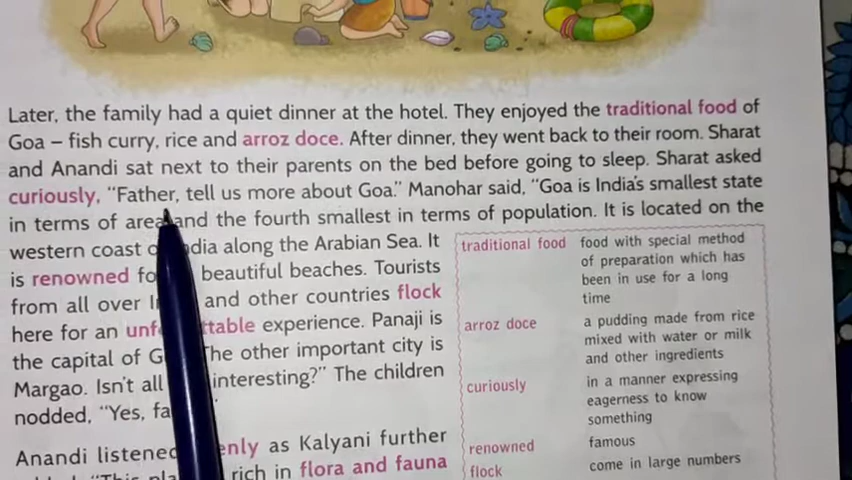 Later, the family had a quiet dinner at the hotel. They enjoyed the traditional food of
Goa – fish curry, rice and arroz doce. After dinner, they went back to their room. Sharat
and Anandi sat next to their parents on the bed before going to sleep. Sharat asked
curiously, “Father, tell us more about Goa.” Manohar said, “Goa is India's smallest state
in terms of area and the fourth smallest in terms of population. It is located on the
western coast along the Arabian Sea. It
is renowned beautiful beaches. Tourists
from all over and other countries flock
here for an experience. Panaji is
the capital of The other important city is
Margao. Isn't all interesting?” The children
nodded, “Yes,
Anandi listened as Kalyani further
rich in flora and fauna
traditional food food with special method
of preparation which has
been in use for a long
time
arroz doce a pudding made from rice
mixed with water or milk
and other ingredients
curiously in a manner expressing
eagerness to know
something
renowned famous
flock come in large numbers